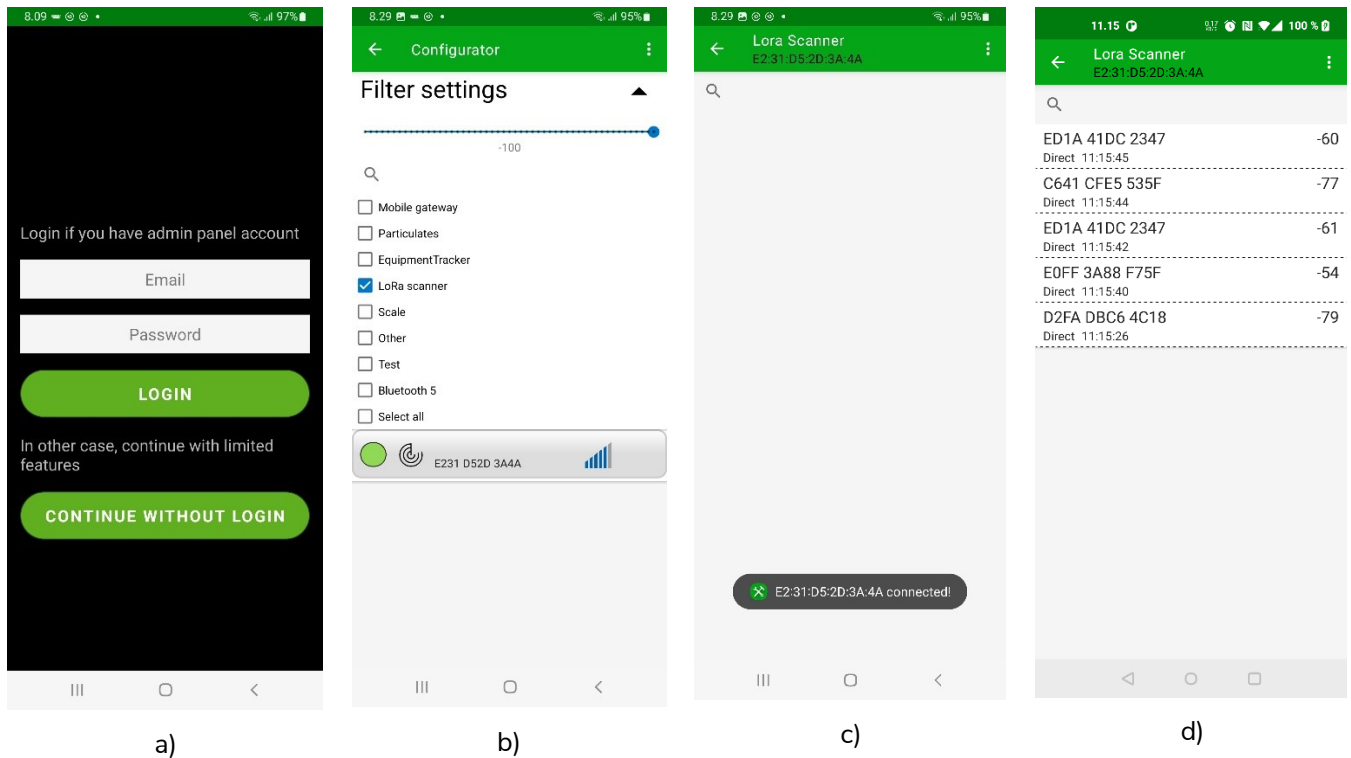 8.09
97%
Login if you have admin panel account
Email
Password
LOGIN
In other case, continue with limited
features
CONTINUE WITHOUT LOGIN
a)
8.29
95%
Configurator
Filter settings
-100
Mobile gateway
Particulates
EquipmentTracker
LoRa scanner
Scale
Other
Test
Bluetooth 5
Select all
E231 D52D 3A4A
b)
8.29
95%
Lora Scanner
E2:31:D5:2D:3A:4A
E2:31:D5:2D:3A:4A connected!
c)
11.15
100 %
Lora Scanner
E2:31:D5:2D:3A:4A
ED1A 41DC 2347 -60
Direct 11:15:45
C641 CFE5 535F -77
Direct 11:15:44
ED1A 41DC 2347 -61
Direct 11:15:42
E0FF 3A88 F75F -54
Direct 11:15:40
D2FA DBC6 4C18 -79
Direct 11:15:26
d)